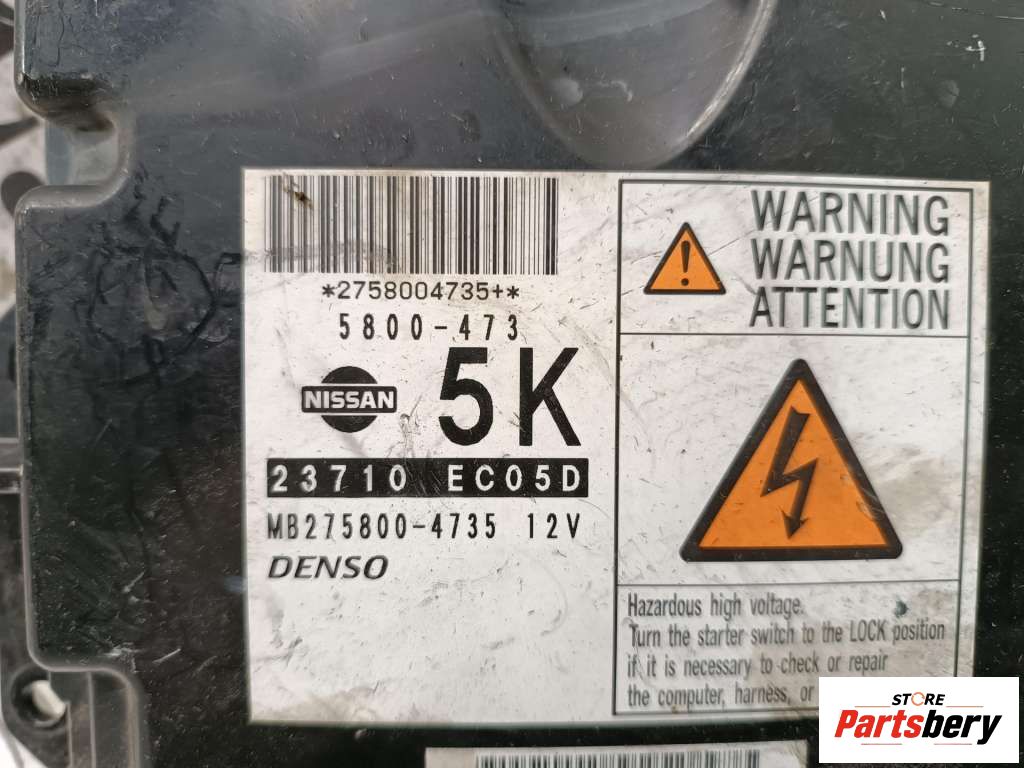 *2758004735+*
5800-473
NISSAN
5K
23710 EC05D
MB275800-4735 12V
DENSO
WARNING
WARNUNG
ATTENTION
Hazardous high voltage.
Turn the starter switch to the LOCK position
if it is necessary to check or repair
the computer, harness, or
STORE
Partsbery